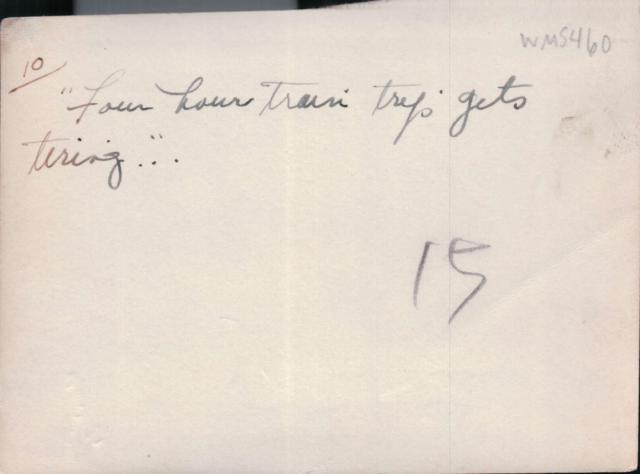 WMS460
10/
"Four hour train trip gets
tiring."..
15